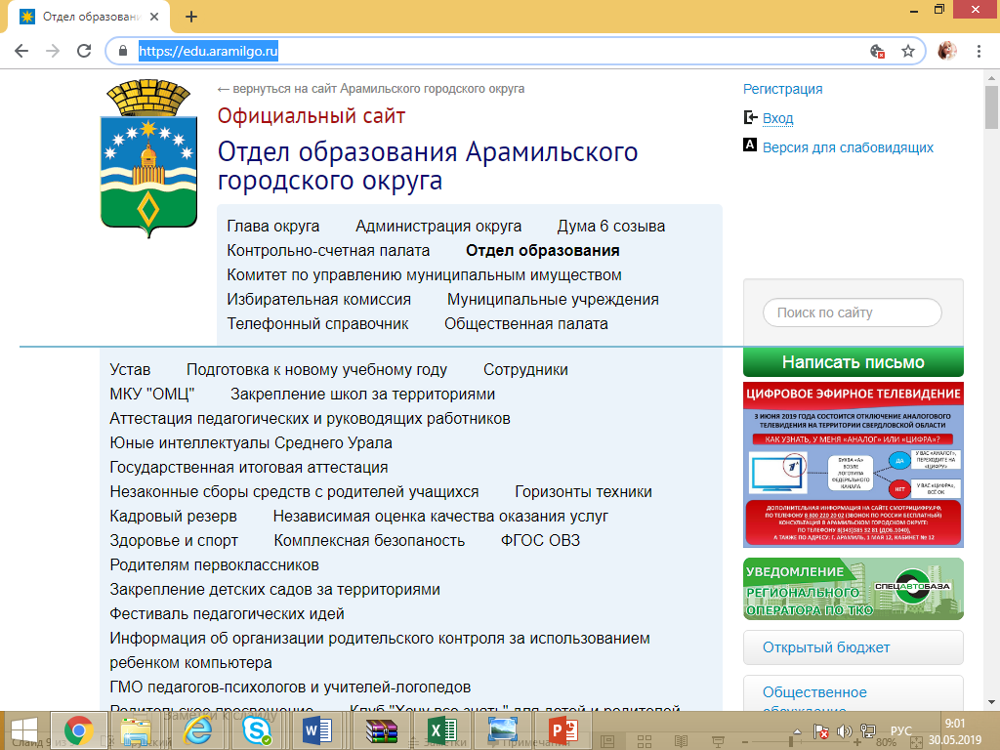 Отдел образовани
https://edu.aramilgo.ru
← вернуться на сайт Арамильского городского округа
Официальный сайт
Отдел образования Арамильского
городского округа
Регистрация
Вход
A Версия для слабовидящих
Глава округа Администрация округа Дума 6 созыва
Контрольно-счетная палата Отдел образования
Комитет по управлению муниципальным имуществом
Избирательная комиссия Муниципальные учреждения
Телефонный справочник Общественная палата
Поиск по сайту
Написать письмо
Устав Подготовка к новому учебному году Сотрудники
МКУ "ОМЦ" Закрепление школ за территориями
Аттестация педагогических и руководящих работников
Юные интеллектуалы Среднего Урала
Государственная итоговая аттестация
Незаконные сборы средств с родителей учащихся Горизонты техники
Кадровый резерв Независимая оценка качества оказания услуг
Здоровье и спорт Комплексная безопаность ФГОС ОВЗ
Родителям первоклассников
Закрепление детских садов за территориями
Фестиваль педагогических идей
Информация об организации родительского контроля за использованием
ребенком компьютера
ГМО педагогов-психологов и учителей-логопедов
Родительское просвещение Клуб "Хочу все знать" для детей и родителей
ЦИФРОВОЕ ЭФИРНОЕ ТЕЛЕВИДЕНИЕ
3 ИЮНЯ 2019 ГОДА СОСТОИТСЯ ОТКЛЮЧЕНИЕ АНАЛОГОВОГО
ТЕЛЕВИДЕНИЯ НА ТЕРРИТОРИИ СВЕРДЛОВСКОЙ ОБЛАСТИ
КАК УЗНАТЬ, У МЕНЯ «АНАЛОГ» ИЛИ «ЦИФРА»?
БУКВА «А»
ВОЗЛЕ
ЛОГОТИПА
ФЕДЕРАЛЬНОГО
КАНАЛА
ДА
У ВАС «АНАЛОГ»,
ПЕРЕХОДИТЕ НА
«ЦИФРУ»
НЕТ
У ВАС «ЦИФРА»,
ВСЁ ОК
ДОПОЛНИТЕЛЬНАЯ ИНФОРМАЦИЯ НА САЙТЕ СМОТРИЦИФРУ.РФ,
ПО ТЕЛЕФОНУ 8 800 220 20 02 (ЗВОНОК ПО РОССИИ БЕСПЛАТНЫЙ)
КОНСУЛЬТАЦИЯ В АРАМИЛЬСКОМ ГОРОДСКОМ ОКРУГЕ:
ПО ТЕЛЕФОНУ 8(343)385 32 81 (ДОБ.1040),
А ТАКЖЕ ПО АДРЕСУ: Г. АРАМИЛЬ, 1 МАЯ 12, КАБИНЕТ № 12
УВЕДОМЛЕНИЕ
РЕГИОНАЛЬНОГО
ОПЕРАТОРА ПО ТКО
СПЕЦАВТОБАЗА
Открытый бюджет
Общественное
обсуждение
Заметки к слайду
Слайд 9 из
Заметки Примечания
80%
РУС
9:01
30.05.2019